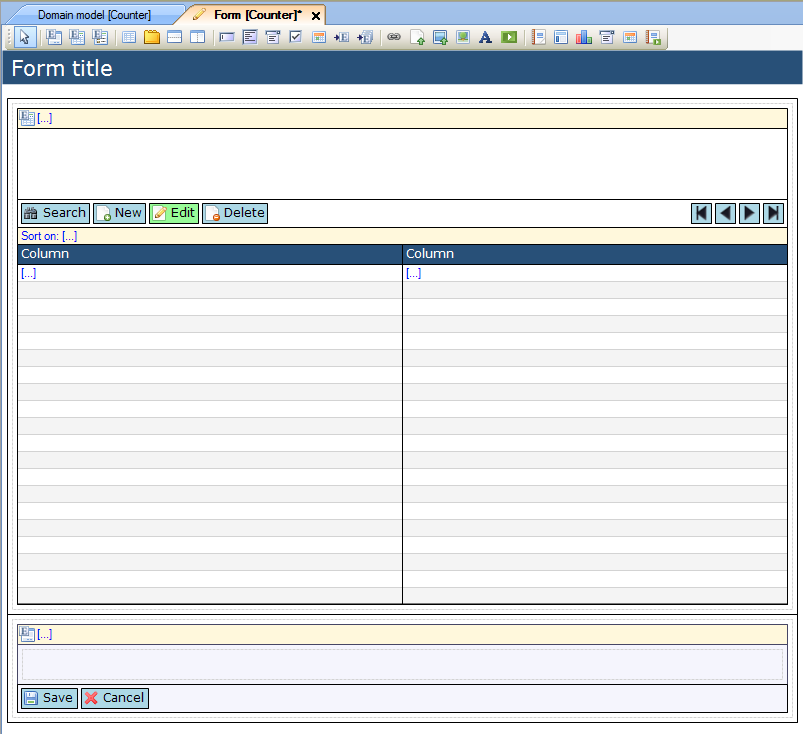 Domain model [Counter]
Form [Counter]*
Form title
[...]
Search New Edit Delete
Sort on: [...]
Column Column
[...] [...]
[...]
Save Cancel